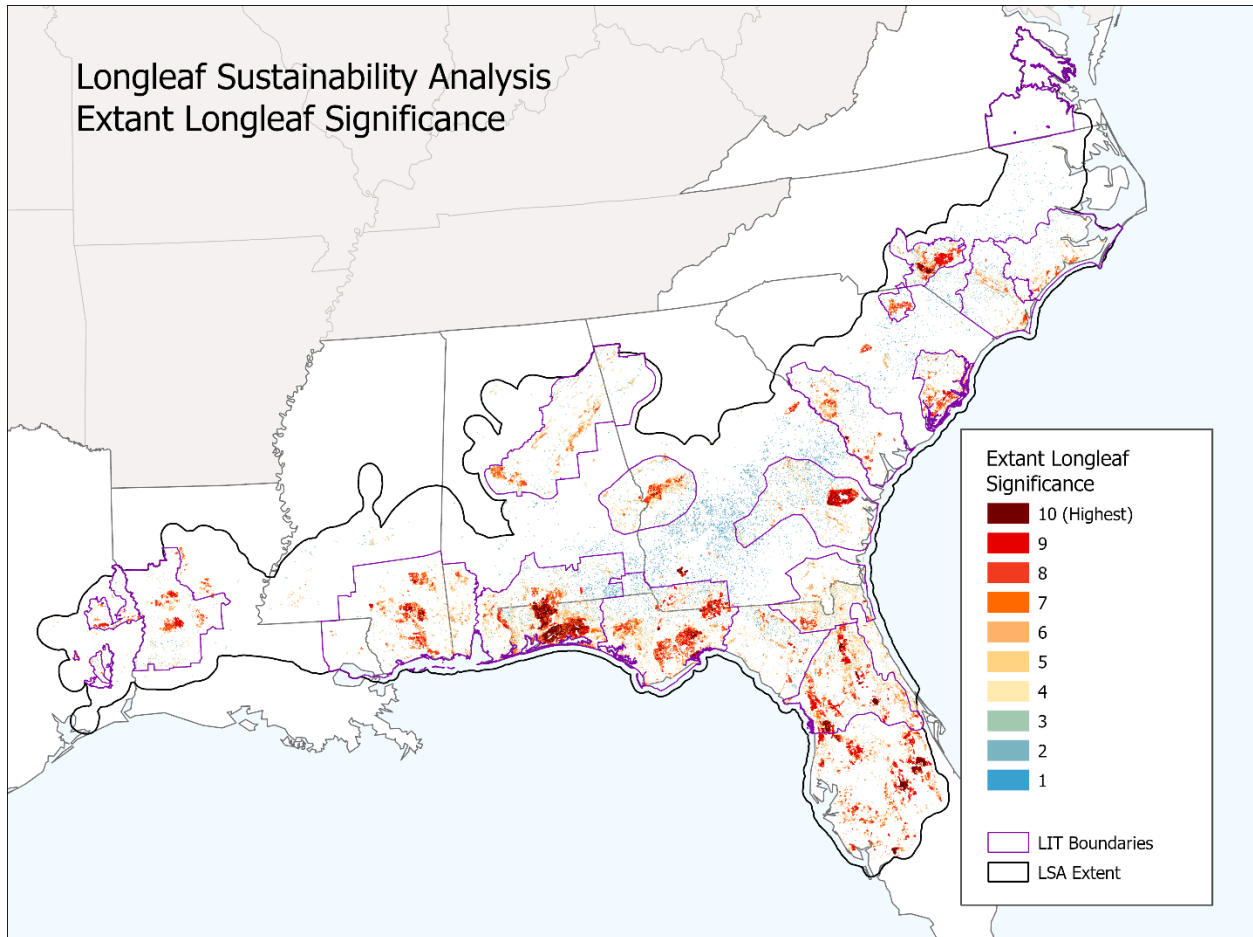 Longleaf Sustainability Analysis
Extant Longleaf Significance
Extant Longleaf
Significance
10 (Highest)
9
8
7
6
5
4
3
2
1
LIT Boundaries
LSA Extent